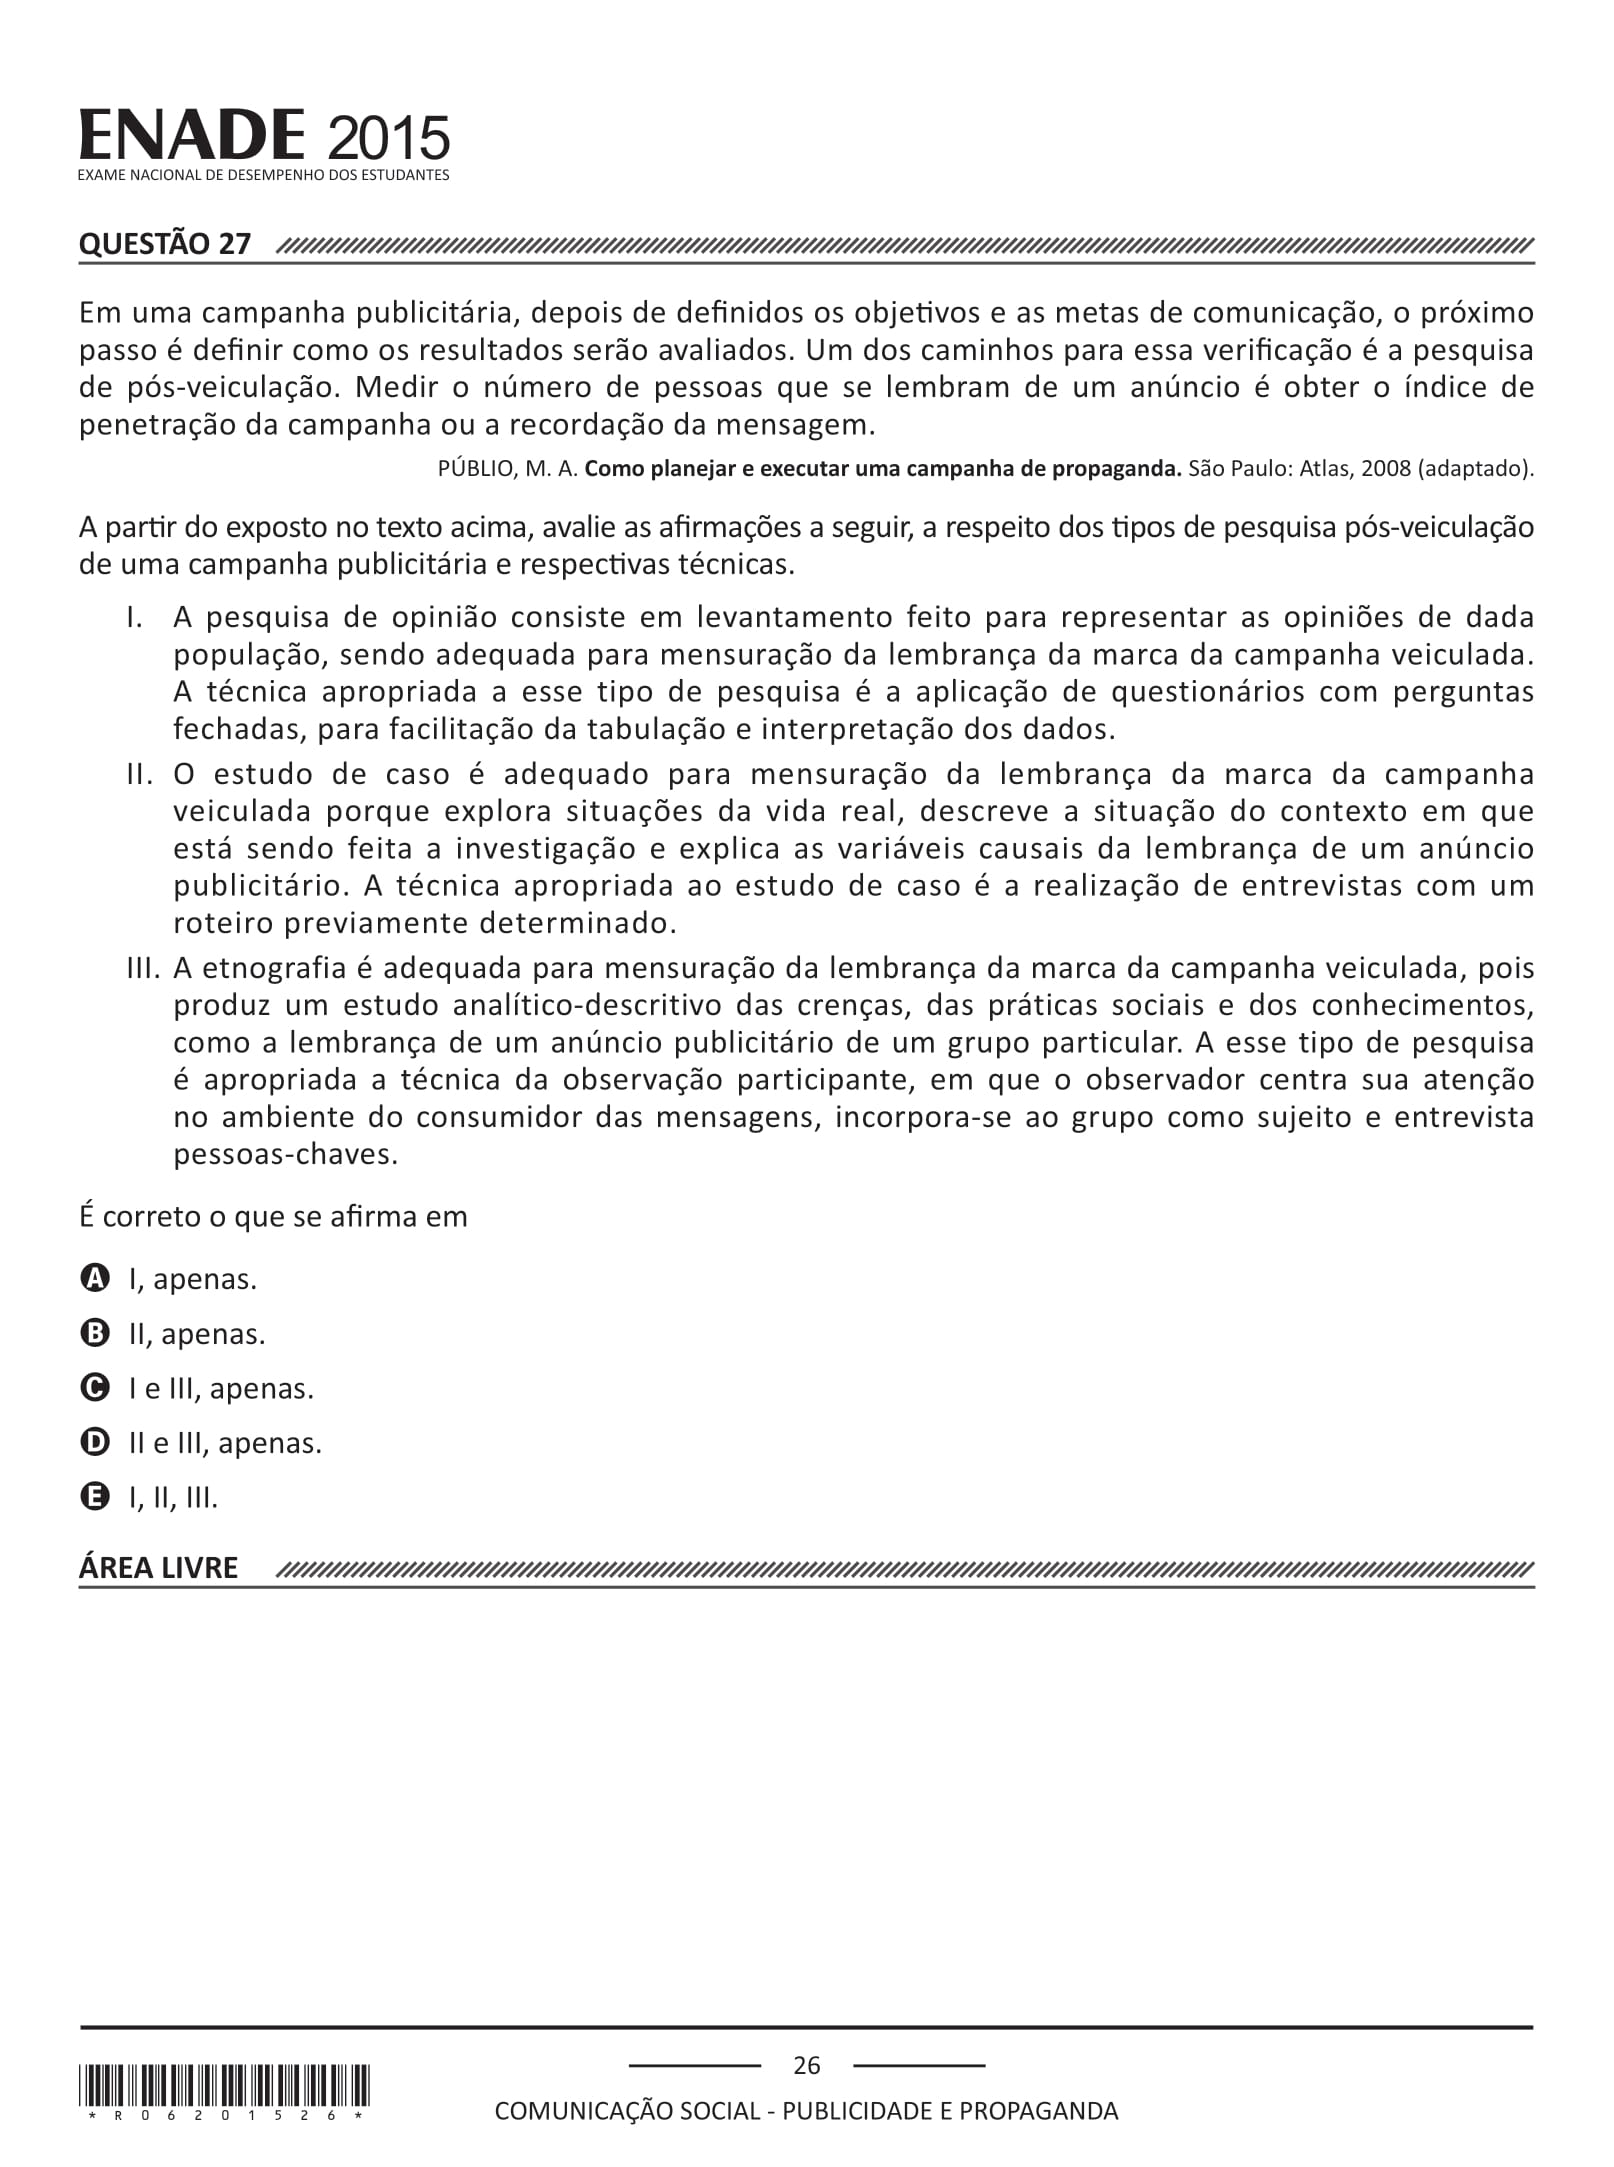 ENADE 2015
EXAME NACIONAL DE DESEMPENHO DOS ESTUDANTES
QUESTÃO 27
Em uma campanha publicitária, depois de definidos os objetivos e as metas de comunicação, o próximo
passo é definir como os resultados serão avaliados. Um dos caminhos para essa verificação é a pesquisa
de pós-veiculação. Medir o número de pessoas que se lembram de um anúncio é obter o índice de
penetração da campanha ou a recordação da mensagem.
PÚBLIO, M. A. Como planejar e executar uma campanha de propaganda. São Paulo: Atlas, 2008 (adaptado).
A partir do exposto no texto acima, avalie as afirmações a seguir, a respeito dos tipos de pesquisa pós-veiculação
de uma campanha publicitária e respectivas técnicas.
I. A pesquisa de opinião consiste em levantamento feito para representar as opiniões de dada
população, sendo adequada para mensuração da lembrança da marca da campanha veiculada.
A técnica apropriada a esse tipo de pesquisa é a aplicação de questionários com perguntas
fechadas, para facilitação da tabulação e interpretação dos dados.
II. O estudo de caso é adequado para mensuração da lembrança da marca da campanha
veiculada porque explora situações da vida real, descreve a situação do contexto em que
está sendo feita a investigação e explica as variáveis causais da lembrança de um anúncio
publicitário. A técnica apropriada ao estudo de caso é a realização de entrevistas com um
roteiro previamente determinado.
III. A etnografia é adequada para mensuração da lembrança da marca da campanha veiculada, pois
produz um estudo analítico-descritivo das crenças, das práticas sociais e dos conhecimentos,
como a lembrança de um anúncio publicitário de um grupo particular. A esse tipo de pesquisa
é apropriada a técnica da observação participante, em que o observador centra sua atenção
no ambiente do consumidor das mensagens, incorpora-se ao grupo como sujeito e entrevista
pessoas-chaves.
É correto o que se afirma em
A I, apenas.
B II, apenas.
C I e III, apenas.
D II e III, apenas.
E I, II, III.
ÁREA LIVRE
26
COMUNICAÇÃO SOCIAL - PUBLICIDADE E PROPAGANDA
*R06201526*